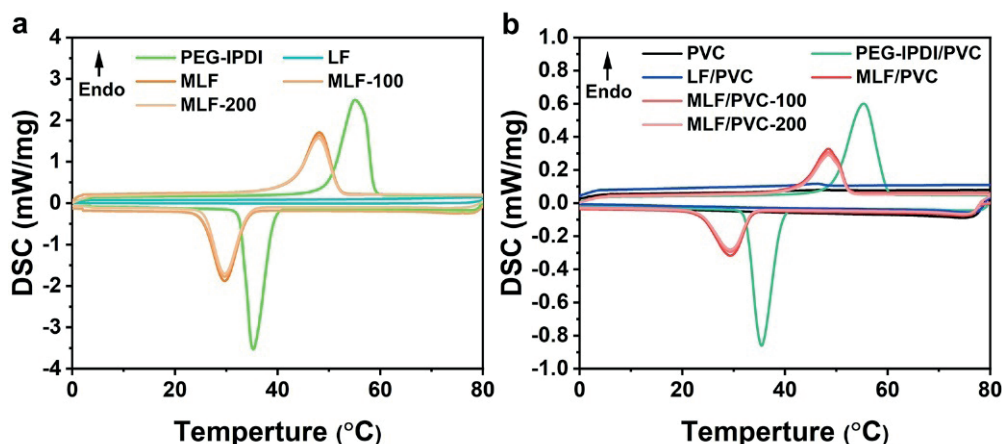 a
4
3
2
1
0
-1
-2
-3
-4
DSC (mW/mg)
Endo
PEG-IPDI
LF
MLF
MLF-100
MLF-200
0
20
40
60
80
Temperture (°C)
b
1.0
0.8
0.6
0.4
0.2
0.0
-0.2
-0.4
-0.6
-0.8
-1.0
DSC (mW/mg)
Endo
PVC
PEG-IPDI/PVC
LF/PVC
MLF/PVC
MLF/PVC-100
MLF/PVC-200
0
20
40
60
80
Temperture (°C)